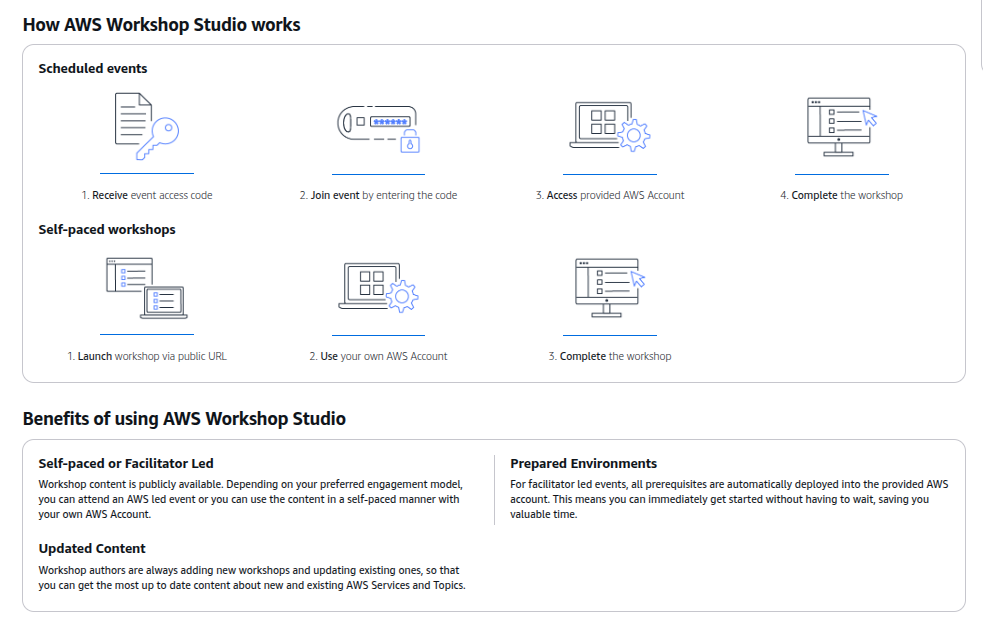 How AWS Workshop Studio works
Scheduled events
1. Receive event access code
2. Join event by entering the code
3. Access provided AWS Account
4. Complete the workshop
Self-paced workshops
1. Launch workshop via public URL
2. Use your own AWS Account
3. Complete the workshop
Benefits of using AWS Workshop Studio
Self-paced or Facilitator Led
Workshop content is publicly available. Depending on your preferred engagement model,
you can attend an AWS led event or you can use the content in a self-paced manner with
your own AWS Account.
Prepared Environments
For facilitator led events, all prerequisites are automatically deployed into the provided AWS
account. This means you can immediately get started without having to wait, saving you
valuable time.
Updated Content
Workshop authors are always adding new workshops and updating existing ones, so that
you can get the most up to date content about new and existing AWS Services and Topics.